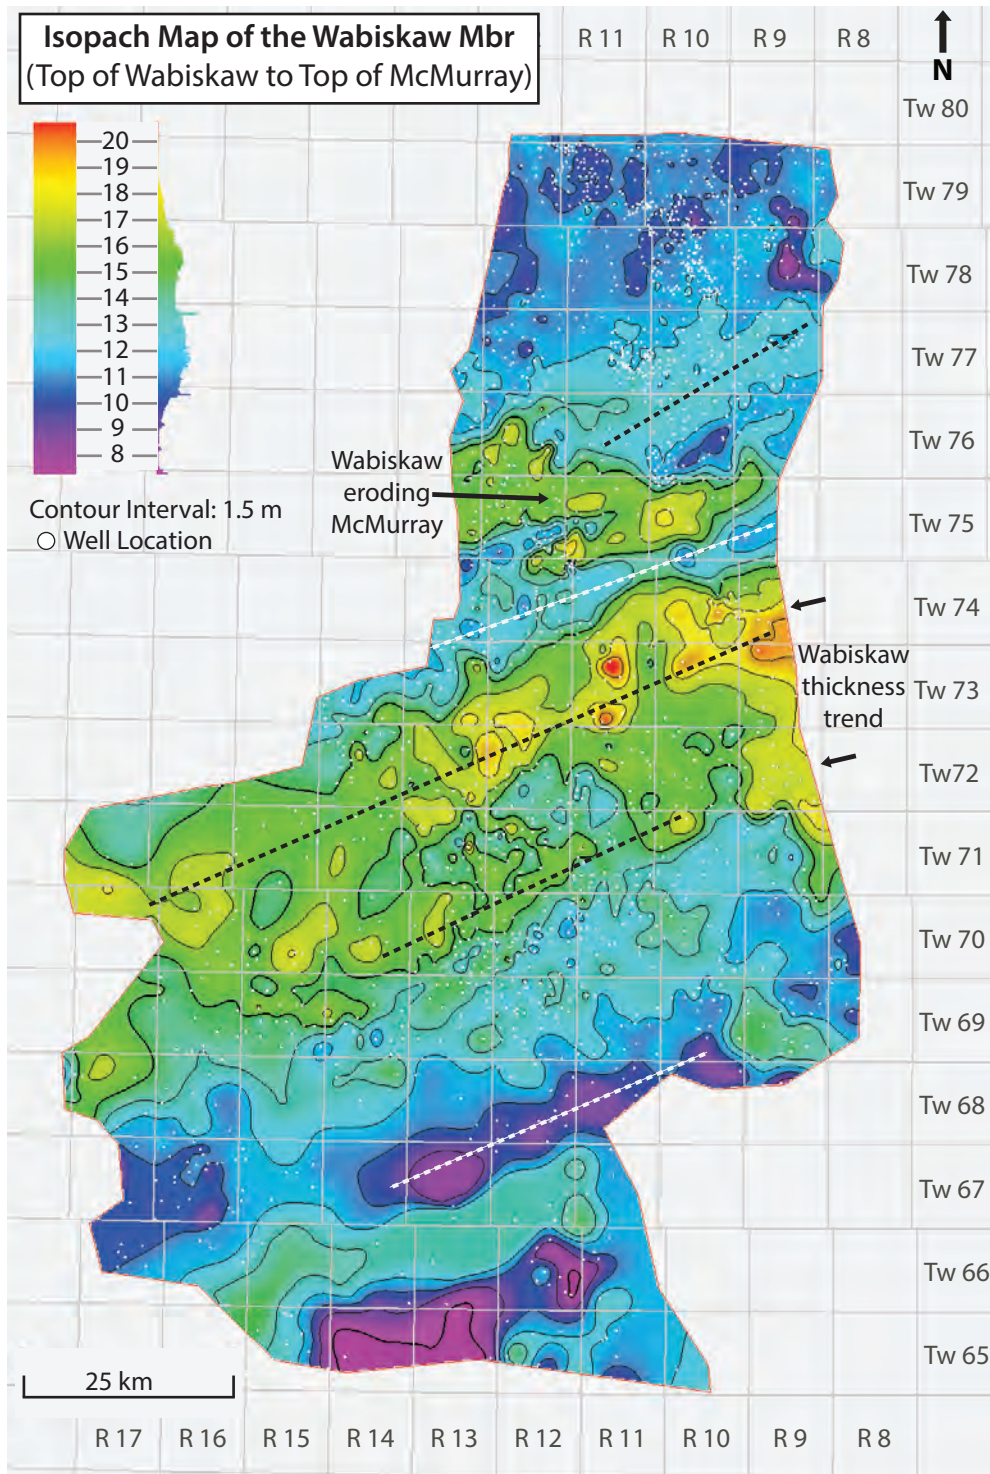 Isopach Map of the Wabiskaw Mbr
(Top of Wabiskaw to Top of McMurray)
R 11 R 10 R 9 R 8
N
20
19
18
17
16
15
14
13
12
11
10
9
8
Contour Interval: 1.5 m
Well Location
Wabiskaw
eroding
McMurray
Wabiskaw
thickness
trend
Tw 80
Tw 79
Tw 78
Tw 77
Tw 76
Tw 75
Tw 74
Tw 73
Tw72
Tw 71
Tw 70
Tw 69
Tw 68
Tw 67
Tw 66
Tw 65
25 km
R 17 R 16 R 15 R 14 R 13 R 12 R 11 R 10 R 9 R 8